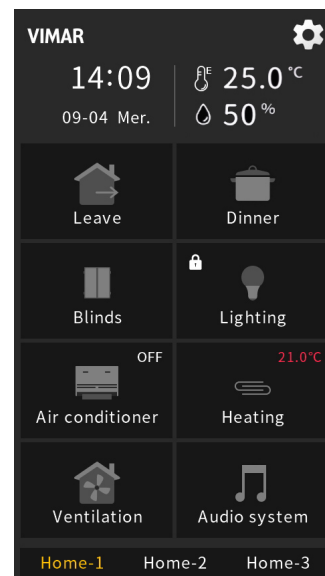 VIMAR
14:09
E 25.0 °C
09-04 Mer.
50 %
Leave
Dinner
Blinds
Lighting
OFF
21.0°C
Air conditioner
Heating
Ventilation
Audio system
Home-1 Home-2 Home-3